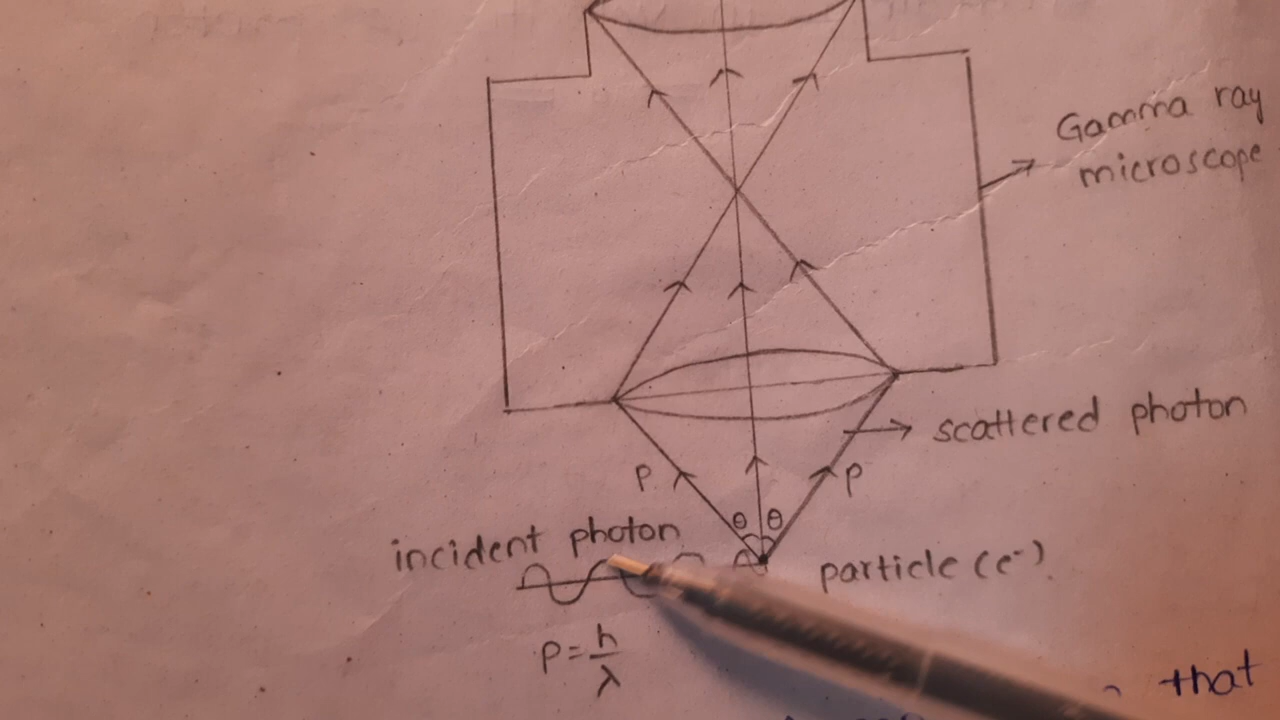 Gamma ray
microscope
scattered photon
P
P
θ θ
incident photon
particle (e⁻).
P = h/λ
that